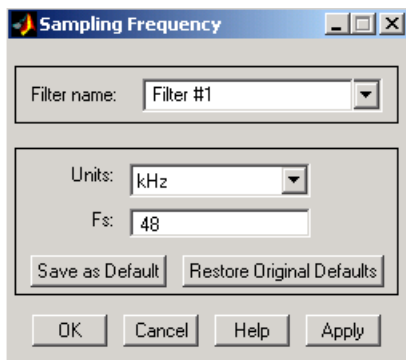 Sampling Frequency
Filter name: Filter #1
Units: kHz
Fs: 48
Save as Default Restore Original Defaults
OK Cancel Help Apply